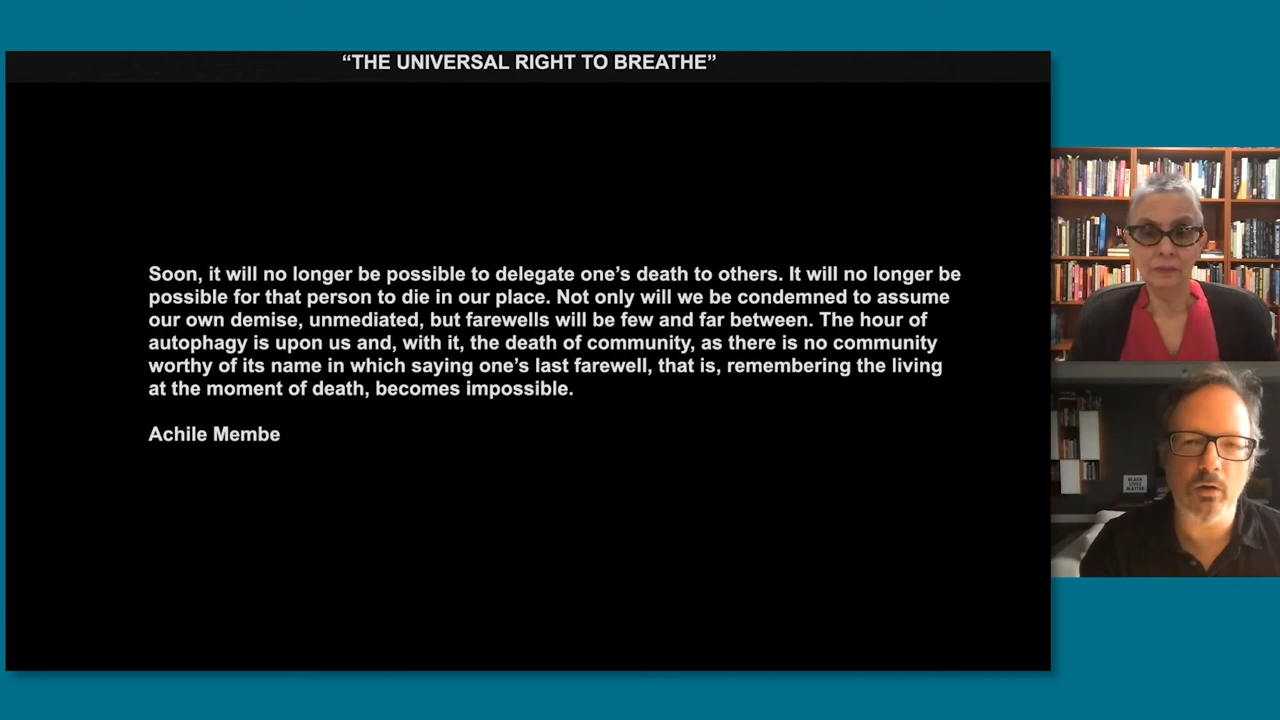 “THE UNIVERSAL RIGHT TO BREATHE”
Soon, it will no longer be possible to delegate one’s death to others. It will no longer be
possible for that person to die in our place. Not only will we be condemned to assume
our own demise, unmediated, but farewells will be few and far between. The hour of
autophagy is upon us and, with it, the death of community, as there is no community
worthy of its name in which saying one’s last farewell, that is, remembering the living
at the moment of death, becomes impossible.
Achile Membe
BLACK
LIVES
MATTER